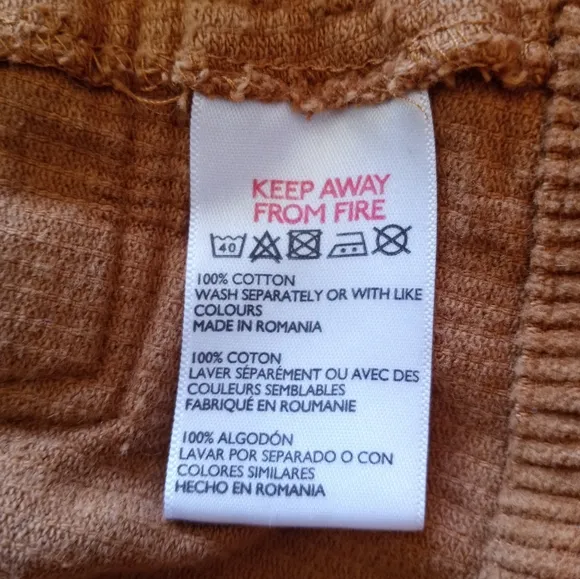 KEEP AWAY
FROM FIRE
40
100% COTTON
WASH SEPARATELY OR WITH LIKE
COLOURS
MADE IN ROMANIA
100% COTON
LAVER SÉPARÉMENT OU AVEC DES
COULEURS SEMBLABLES
FABRIQUÉ EN ROUMANIE
100% ALGODÓN
LAVAR POR SEPARADO O CON
COLORES SIMILARES
HECHO EN ROMANIA